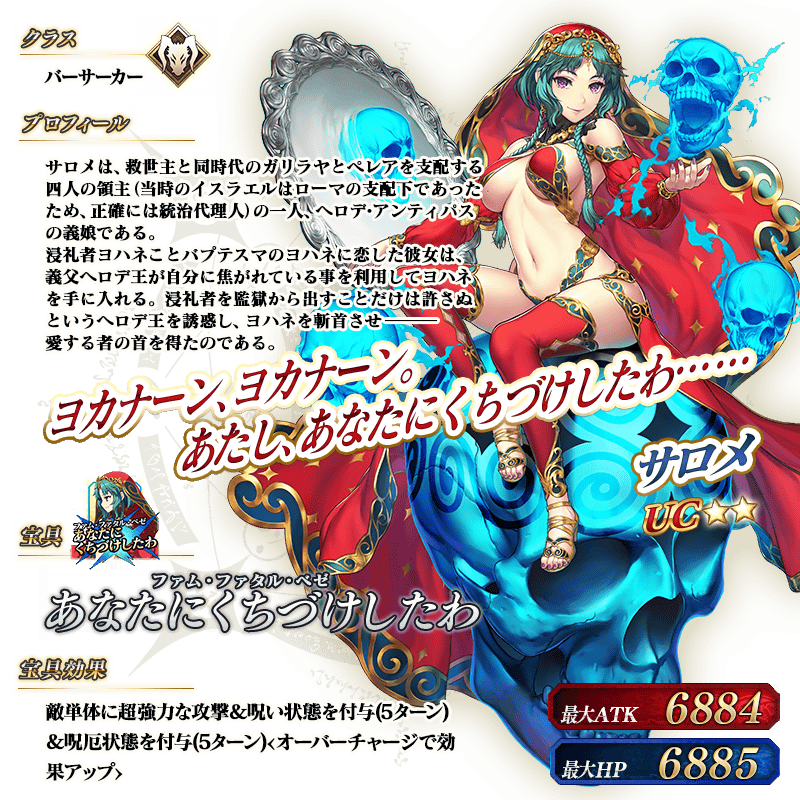 クラス
バーサーカー
プロフィール
サロメは、救世主と同時代のガリラヤとペレアを支配する
四人の領主（当時のイスラエルはローマの支配下であった
ため、正確には統治代理人）の一人、ヘロデ・アンティパス
の義娘である。
浸礼者ヨハネことバプテスマのヨハネに恋した彼女は、
義父ヘロデ王が自分に焦がれている事を利用してヨハネ
を手に入れる。浸礼者を監獄から出すことだけは許さぬ
というヘロデ王を誘惑し、ヨハネを斬首させ――
愛する者の首を得たのである。
ヨカナーン、ヨカナーン。
あたし、あなたにくちづけしたわ……
サロメ
UC★★
宝具
ファム・ファタル・ベゼ
あなたに
くちづけしたわ
ファム・ファタル・ベゼ
あなたにくちづけしたわ
宝具効果
敵単体に超強力な攻撃&呪い状態を付与(5ターン)
&呪厄状態を付与(5ターン)<オーバーチャージで効
果アップ>
最大ATK 6884
最大HP 6885